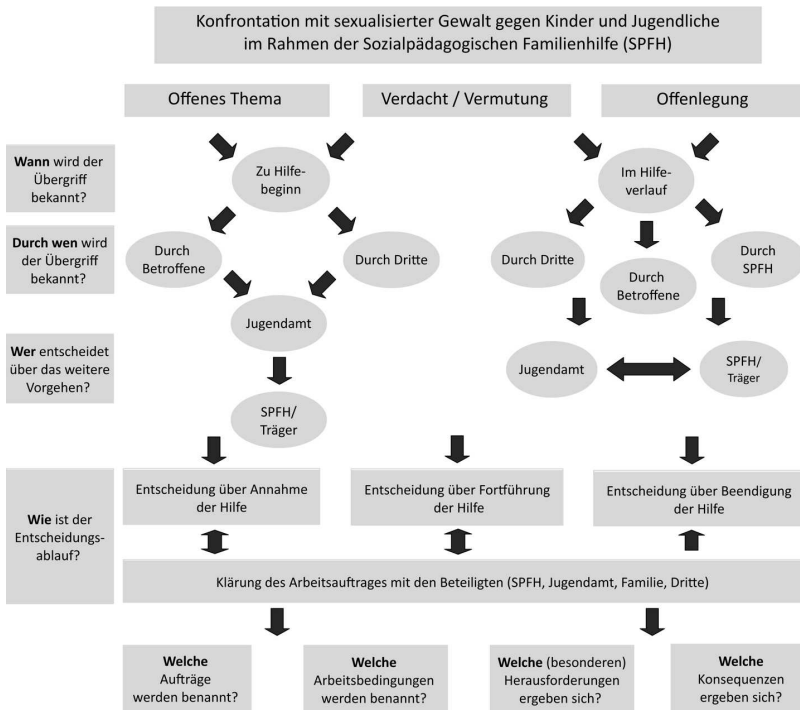 Konfrontation mit sexualisierter Gewalt gegen Kinder und Jugendliche
im Rahmen der Sozialpädagogischen Familienhilfe (SPFH)
Offenes Thema
Verdacht / Vermutung
Offenlegung
Wann wird der
Übergriff
bekannt?
Zu Hilfe-
beginn
Im Hilfe-
verlauf
Durch wen wird
der Übergriff
bekannt?
Durch
Betroffene
Durch Dritte
Durch Dritte
Durch
Betroffene
Durch
SPFH
Jugendamt
Wer entscheidet
über das weitere
Vorgehen?
Jugendamt
SPFH/
Träger
SPFH/
Träger
Wie ist der
Entscheidungs-
ablauf?
Entscheidung über Annahme
der Hilfe
Entscheidung über Fortführung
der Hilfe
Entscheidung über Beendigung
der Hilfe
Klärung des Arbeitsauftrages mit den Beteiligten (SPFH, Jugendamt, Familie, Dritte)
Welche
Aufträge
werden benannt?
Welche
Arbeitsbedingungen
werden benannt?
Welche (besonderen)
Herausforderungen
ergeben sich?
Welche
Konsequenzen
ergeben sich?